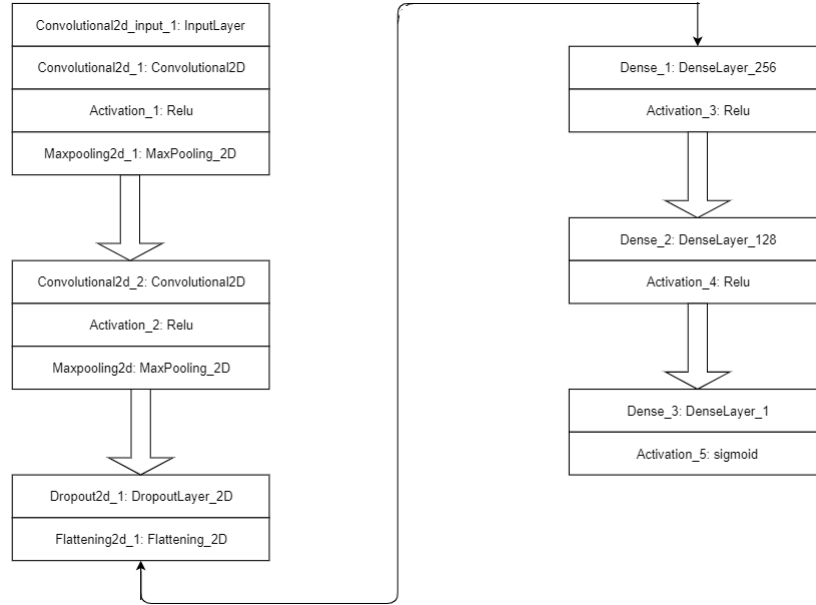 Convolutional2d_input_1: InputLayer
Convolutional2d_1: Convolutional2D
Activation_1: Relu
Maxpooling2d_1: MaxPooling_2D
Convolutional2d_2: Convolutional2D
Activation_2: Relu
Maxpooling2d: MaxPooling_2D
Dropout2d_1: DropoutLayer_2D
Flattening2d_1: Flattening_2D
Dense_1: DenseLayer_256
Activation_3: Relu
Dense_2: DenseLayer_128
Activation_4: Relu
Dense_3: DenseLayer_1
Activation_5: sigmoid